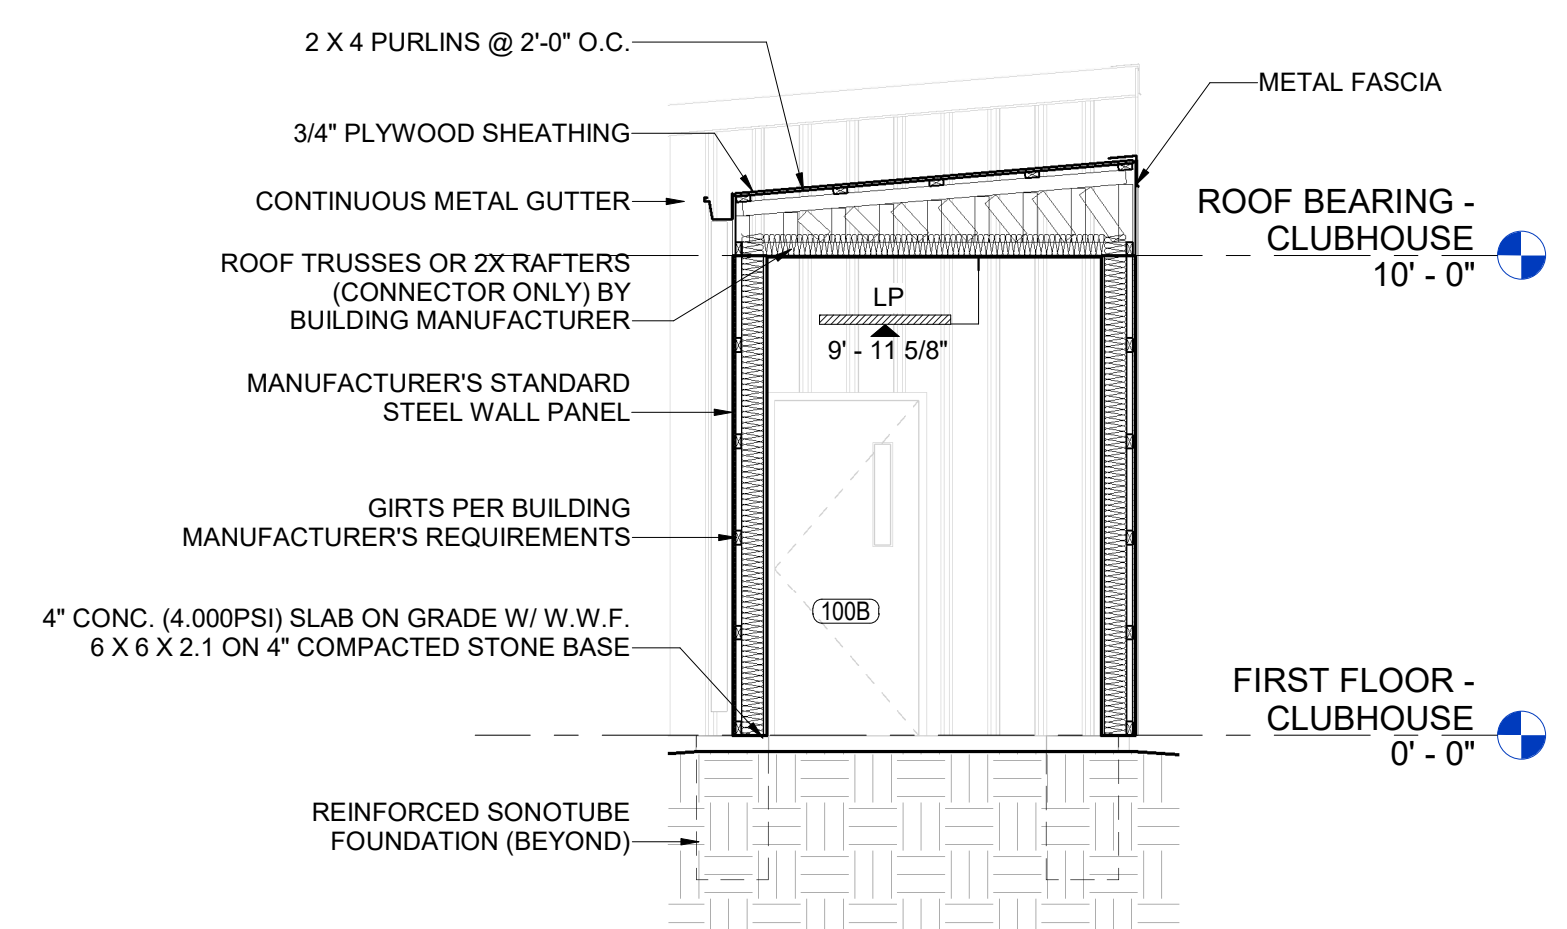 2 X 4 PURLINS @ 2'-0" O.C.
METAL FASCIA
3/4" PLYWOOD SHEATHING
CONTINUOUS METAL GUTTER
ROOF BEARING -
CLUBHOUSE
10' - 0"
ROOF TRUSSES OR 2X RAFTERS
(CONNECTOR ONLY) BY
BUILDING MANUFACTURER
LP
9' - 11 5/8"
MANUFACTURER'S STANDARD
STEEL WALL PANEL
GIRTS PER BUILDING
MANUFACTURER'S REQUIREMENTS
100B
4" CONC. (4.000PSI) SLAB ON GRADE W/ W.W.F.
6 X 6 X 2.1 ON 4" COMPACTED STONE BASE
FIRST FLOOR -
CLUBHOUSE
0' - 0"
REINFORCED SONOTUBE
FOUNDATION (BEYOND)